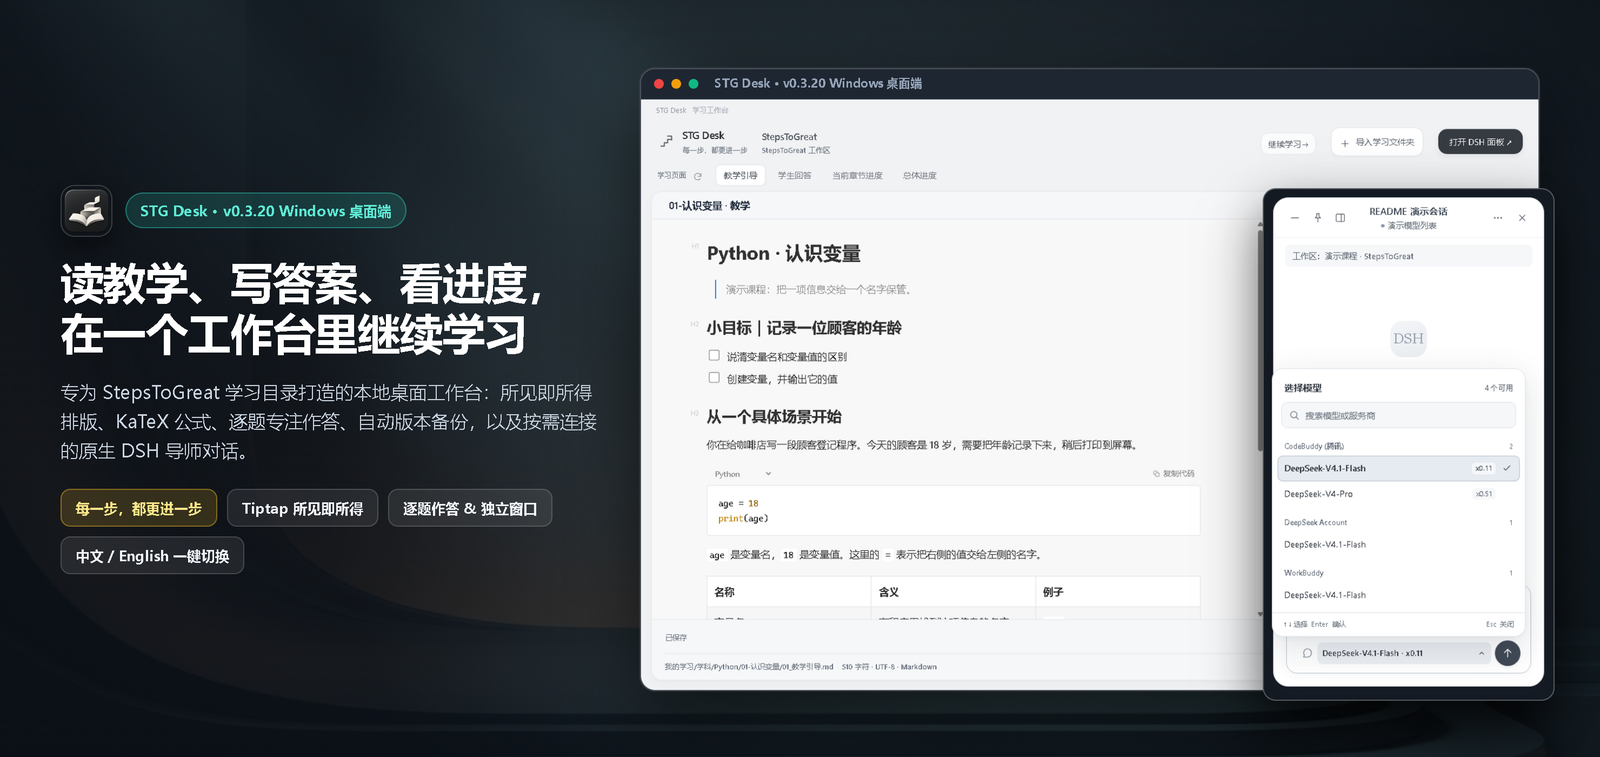 STG Desk • v0.3.20 Windows 桌面端
读教学、写答案、看进度，
在一个工作台里继续学习
专为 StepsToGreat 学习目录打造的本地桌面工作台：所见即所得
排版、KaTeX 公式、逐题专注作答、自动版本备份，以及按需连接
的原生 DSH 导师对话。
每一步，都更进一步
Tiptap 所见即所得
逐题作答 & 独立窗口
中文 / English 一键切换
STG Desk • v0.3.20 Windows 桌面端
STG Desk 学习工作台
STG Desk
每一步，都更进一步
StepsToGreat
StepsToGreat 工作区
继续学习→
+ 导入学习文件夹
打开 DSH 面板 ↗
学习页面
教学引导
学生回答
当前章节进度
总体进度
01-认识变量 · 教学
H1
Python · 认识变量
演示课程：把一项信息交给一个名字保管。
H2
小目标｜记录一位顾客的年龄
说清变量名和变量值的区别
创建变量，并输出它的值
H2
从一个具体场景开始
你在给咖啡店写一段顾客登记程序。今天的顾客是 18 岁，需要把年龄记录下来，稍后打印到屏幕。
Python
复制代码
age = 18
print(age)
age 是变量名，18 是变量值。这里的 = 表示把右侧的值交给左侧的名字。
名称 含义 例子
已保存
我的学习/学科/Python/01-认识变量/01_教学引导.md 510 字符 · UTF-8 · Markdown
README 演示会话
演示模型列表
工作区：演示课程 · StepsToGreat
DSH
选择模型 4 个可用
搜索模型或服务商
CodeBuddy (腾讯) 2
DeepSeek-V4.1-Flash x0.11
DeepSeek-V4-Pro x0.51
DeepSeek Account 1
DeepSeek-V4.1-Flash
WorkBuddy 1
DeepSeek-V4.1-Flash
↑↓ 选择 Enter 确认 Esc 关闭
DeepSeek-V4.1-Flash · x0.11